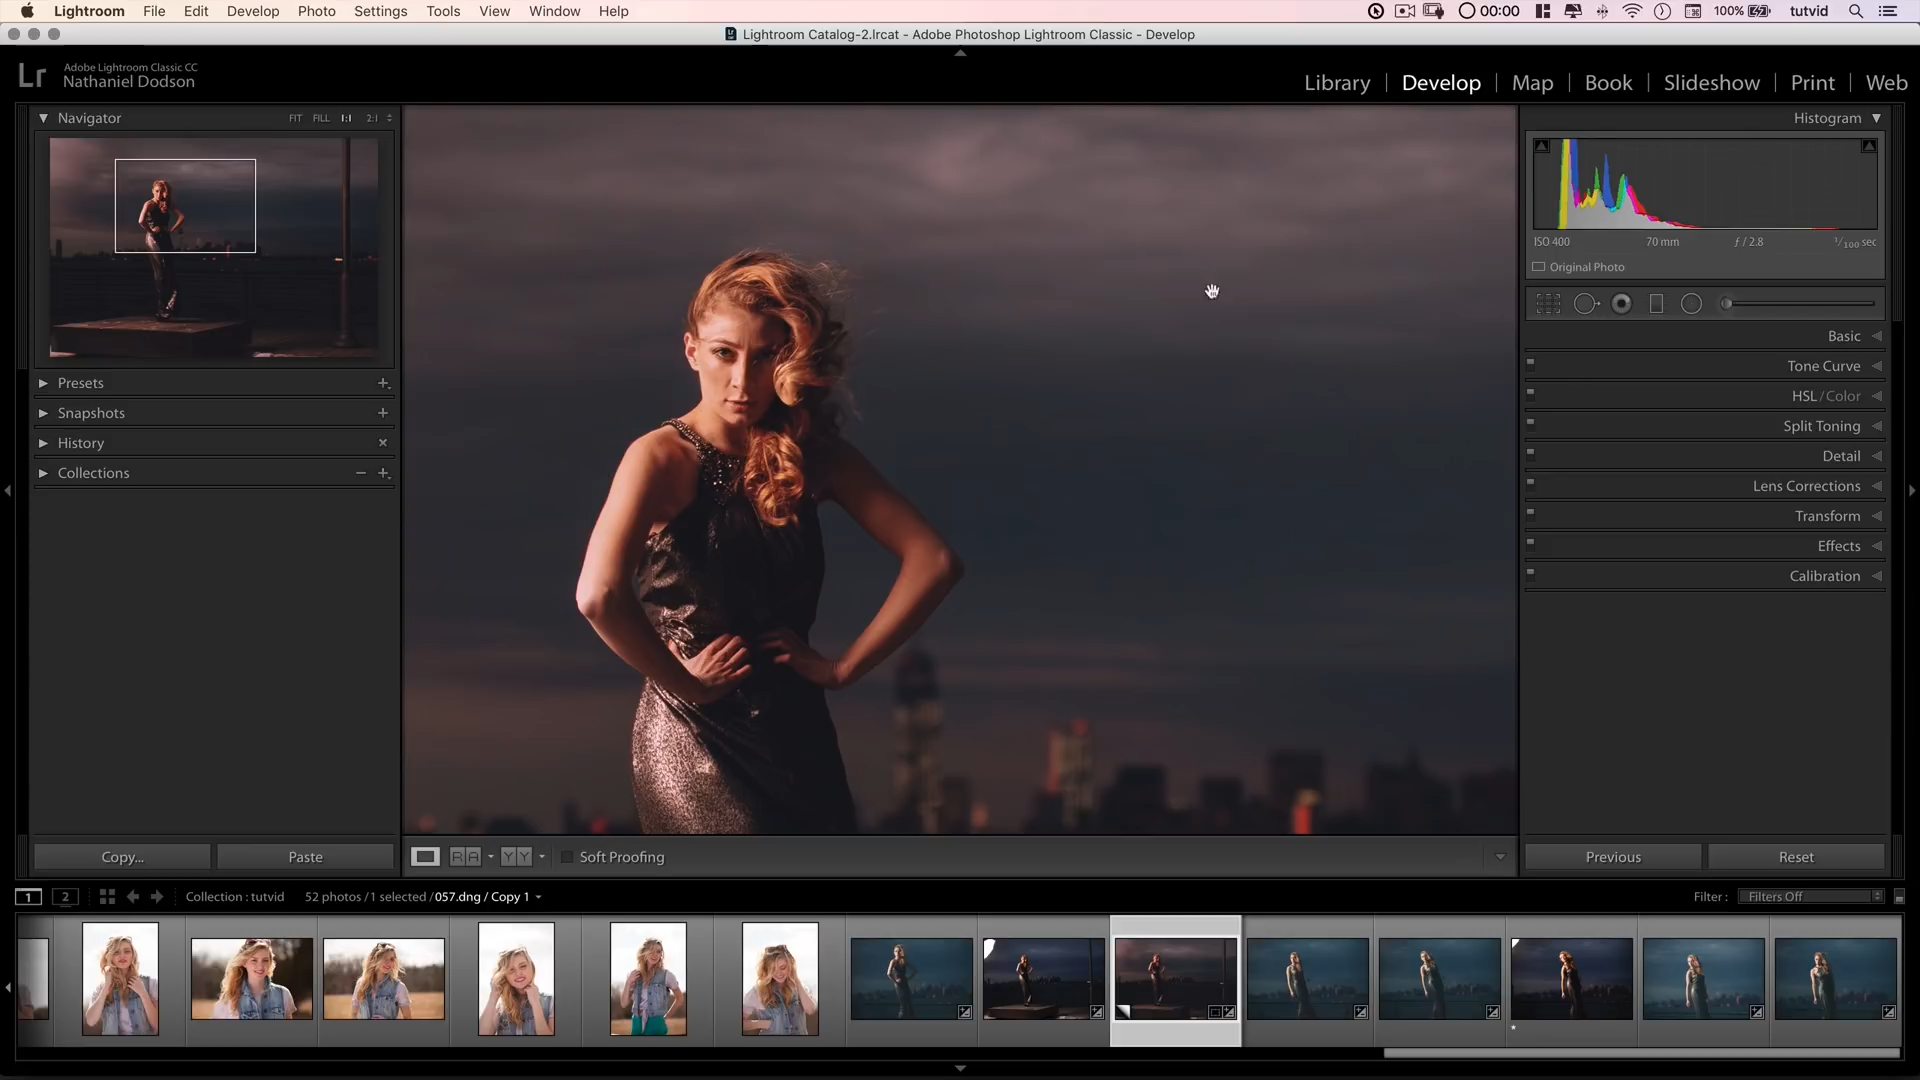 Lightroom File Edit Develop Photo Settings Tools View Window Help 00:00 100% tutvid
Lightroom Catalog-2.lrcat - Adobe Photoshop Lightroom Classic - Develop
Lr
Adobe Lightroom Classic CC
Nathaniel Dodson
Library | Develop | Map | Book | Slideshow | Print | Web
Navigator FIT FILL 1:1 2:1
Histogram
ISO 400 70 mm ƒ / 2.8 1/100 sec
Original Photo
Basic
Tone Curve
HSL / Color
Split Toning
Detail
Lens Corrections
Transform
Effects
Calibration
Presets
Snapshots
History
Collections
Copy... Paste
R A Y Y Soft Proofing
Previous Reset
1 2 Collection : tutvid 52 photos / 1 selected / 057.dng / Copy 1
Filter : Filters Off